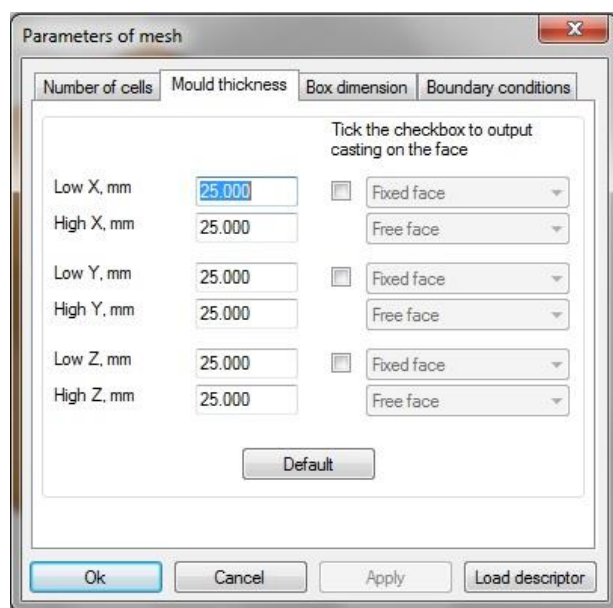 Parameters of mesh
Number of cells Mould thickness Box dimension Boundary conditions
Tick the checkbox to output
casting on the face
Low X, mm 25.000 Fixed face
High X, mm 25.000 Free face
Low Y, mm 25.000 Fixed face
High Y, mm 25.000 Free face
Low Z, mm 25.000 Fixed face
High Z, mm 25.000 Free face
Default
Ok Cancel Apply Load descriptor